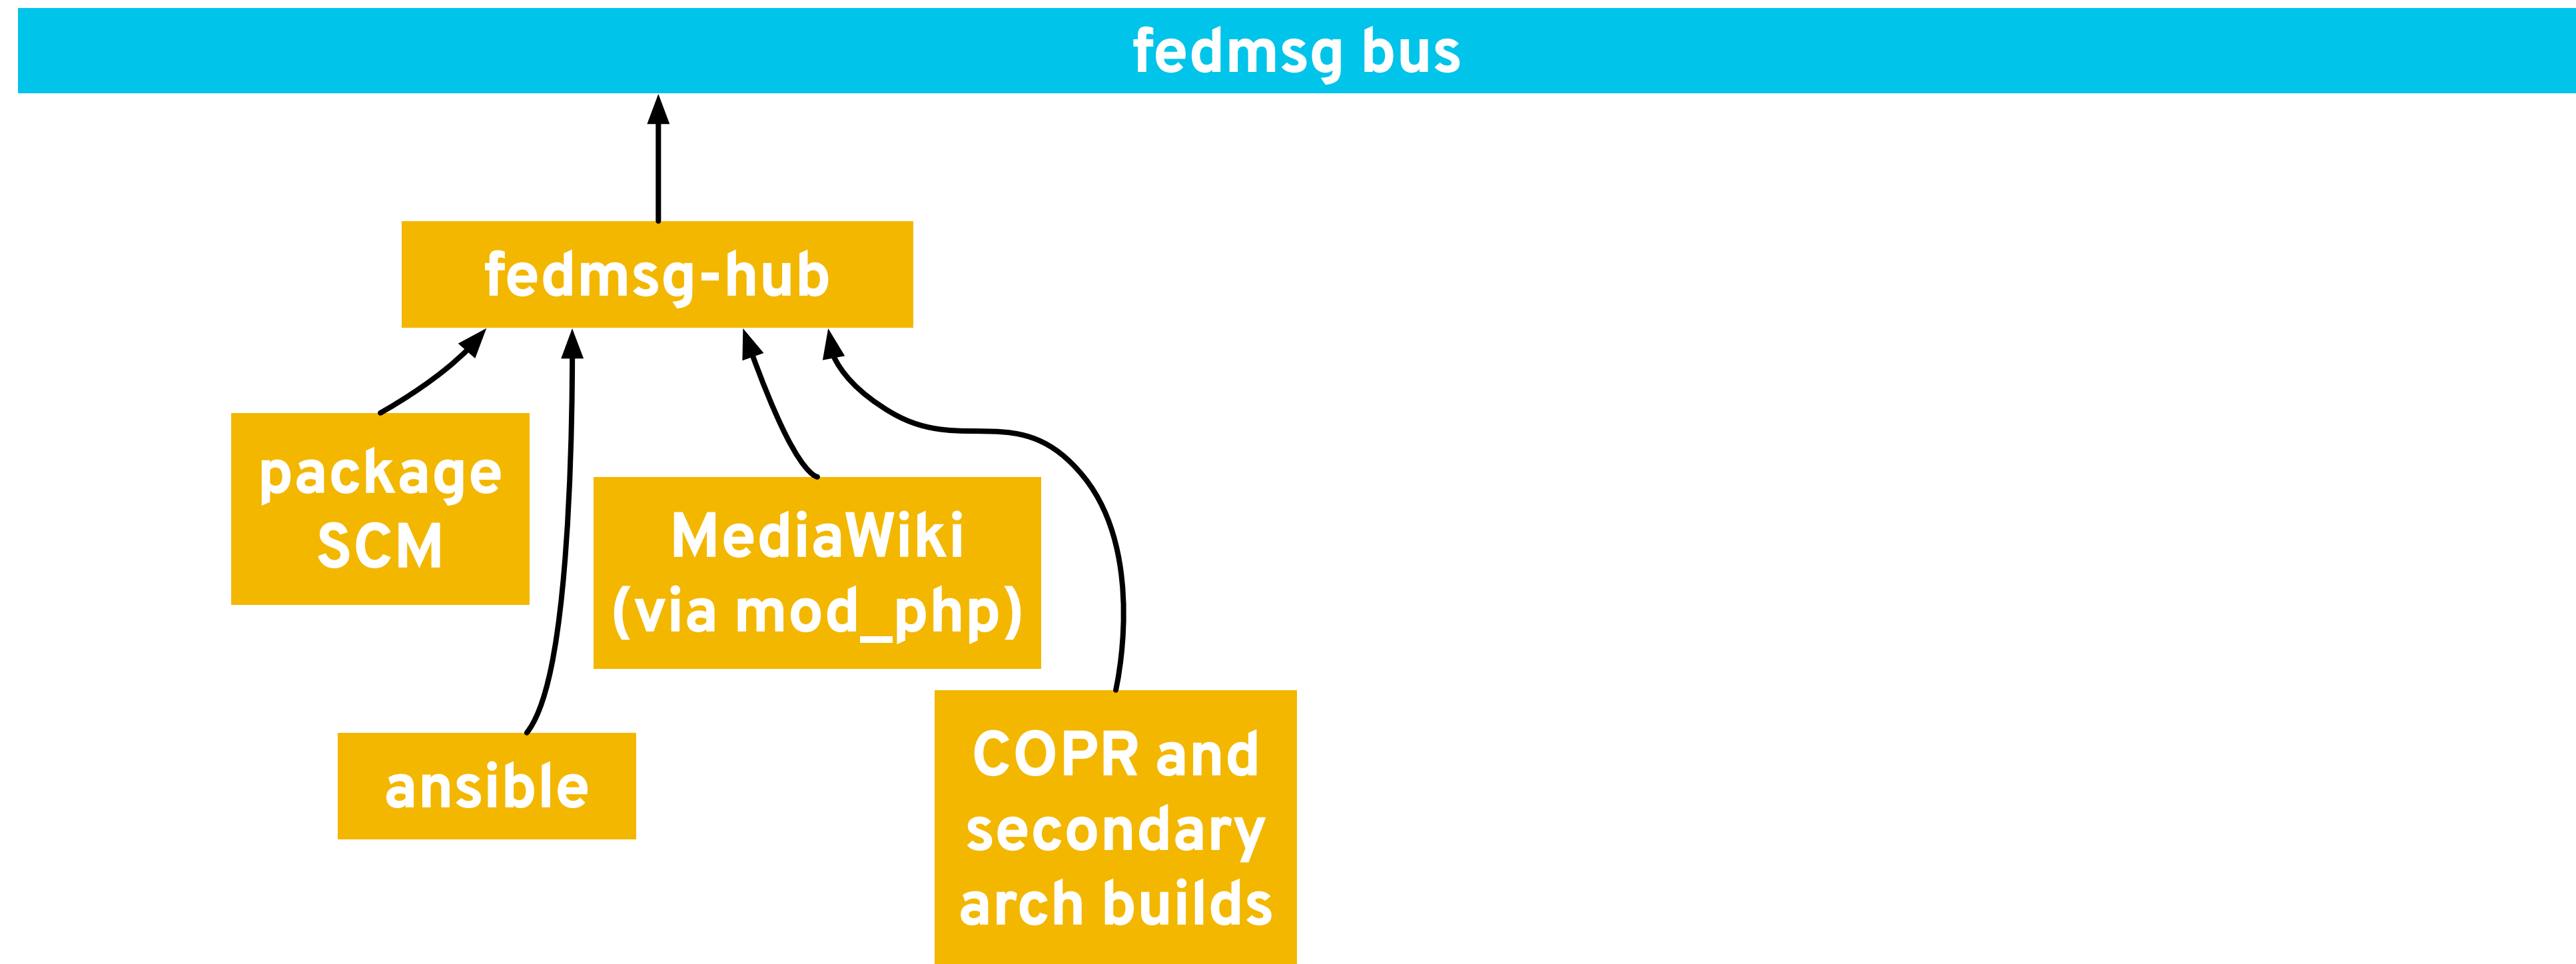 fedmsg bus
fedmsg-hub
package
SCM
MediaWiki
(via mod_php)
ansible
COPR and
secondary
arch builds